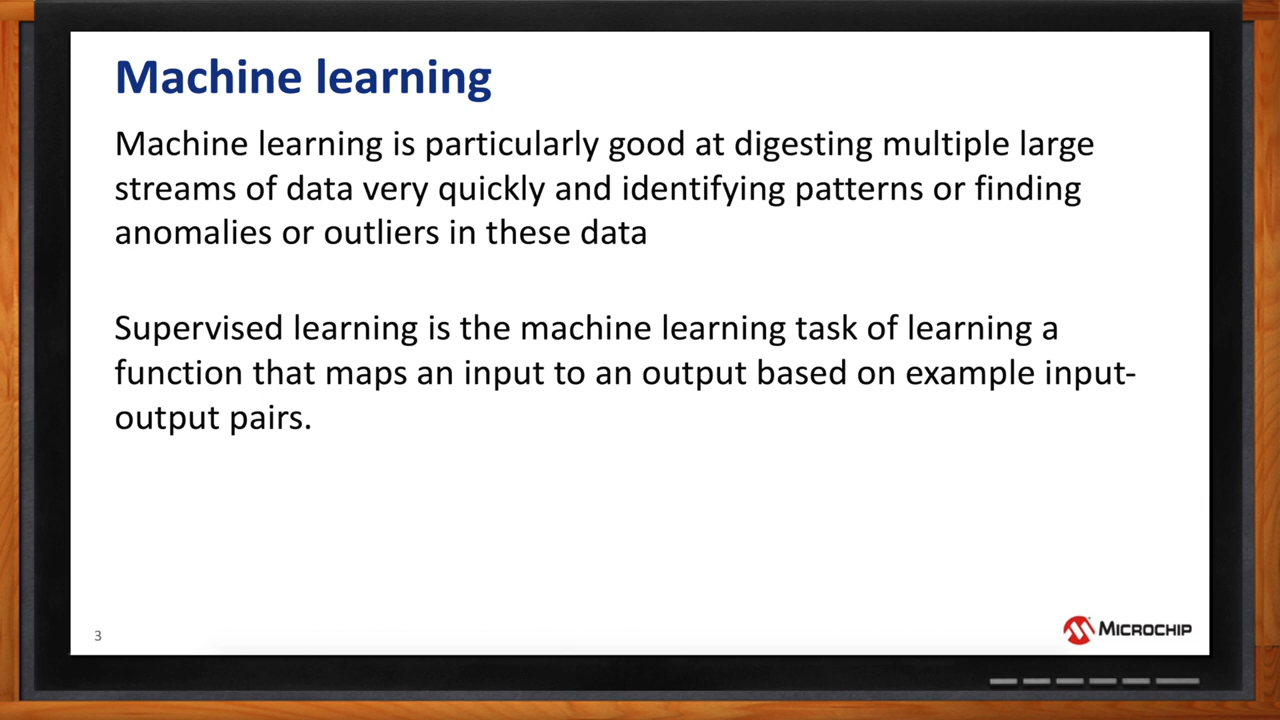 Machine learning
Machine learning is particularly good at digesting multiple large
streams of data very quickly and identifying patterns or finding
anomalies or outliers in these data
Supervised learning is the machine learning task of learning a
function that maps an input to an output based on example input-
output pairs.
3
MICROCHIP